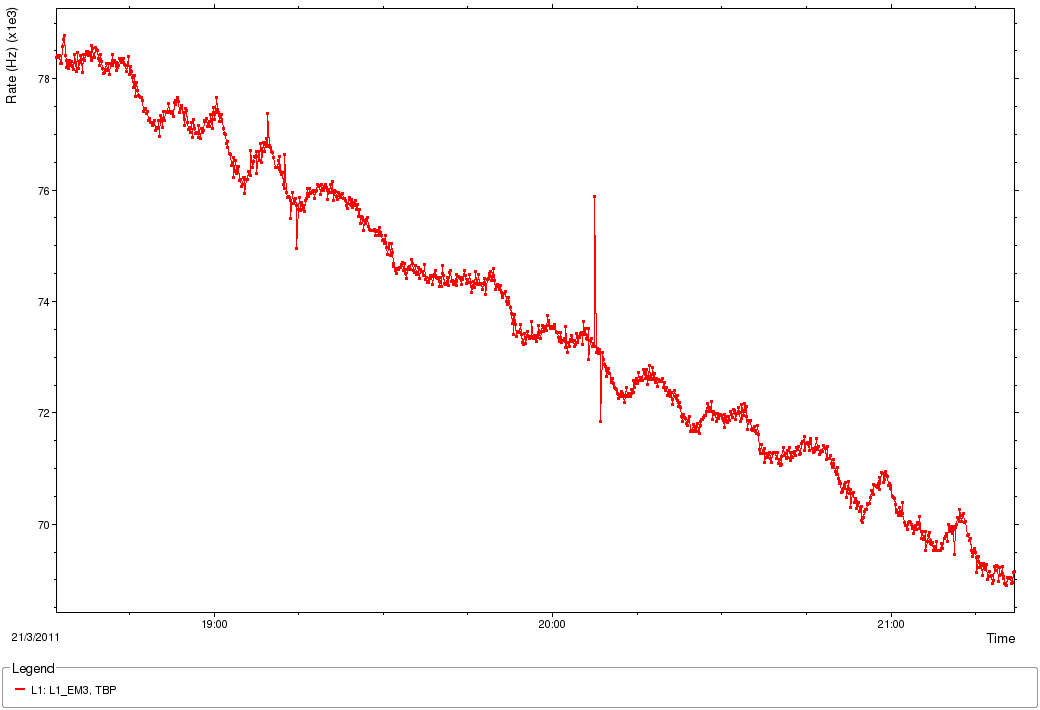 Rate (Hz) (x1e3)
78
76
74
72
70
19:00
20:00
21:00
21/3/2011
Time
Legend
L1: L1_EM3, TBP